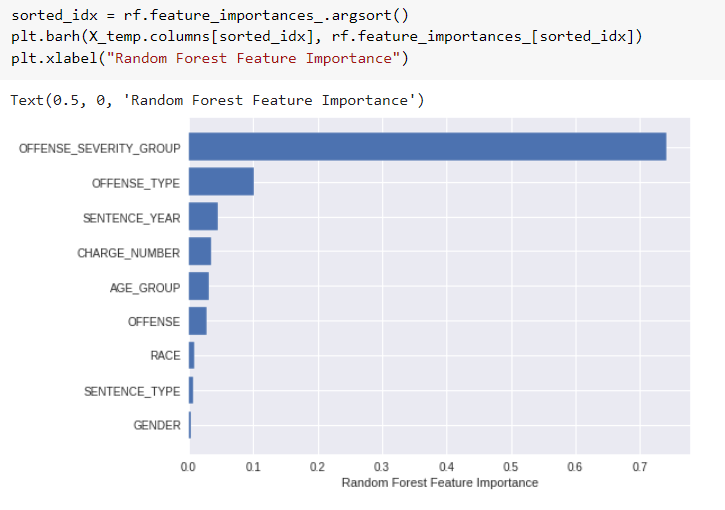 sorted_idx = rf.feature_importances_.argsort()
plt.barh(X_temp.columns[sorted_idx], rf.feature_importances_[sorted_idx])
plt.xlabel("Random Forest Feature Importance")
Text(0.5, 0, 'Random Forest Feature Importance')
OFFENSE_SEVERITY_GROUP
OFFENSE_TYPE
SENTENCE_YEAR
CHARGE_NUMBER
AGE_GROUP
OFFENSE
RACE
SENTENCE_TYPE
GENDER
0.0 0.1 0.2 0.3 0.4 0.5 0.6 0.7
Random Forest Feature Importance